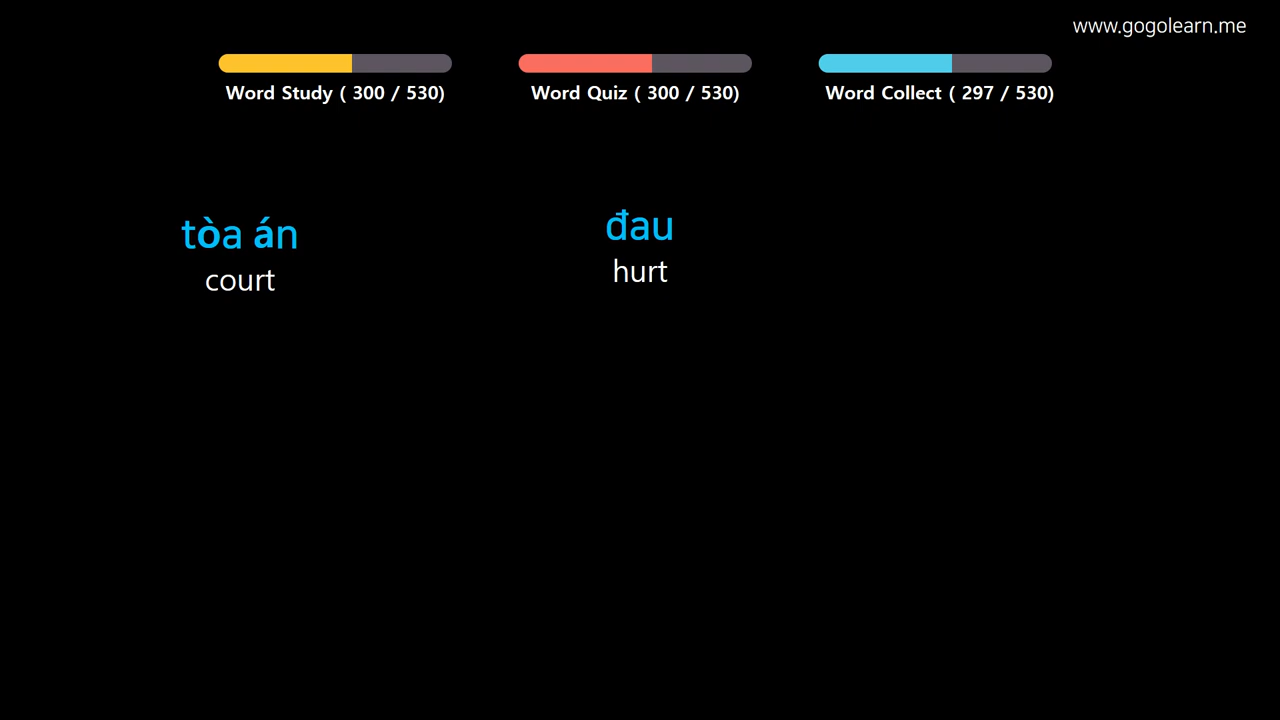 www.gogolearn.me
Word Study ( 300 / 530)
Word Quiz ( 300 / 530)
Word Collect ( 297 / 530)
tòa án
court
đau
hurt